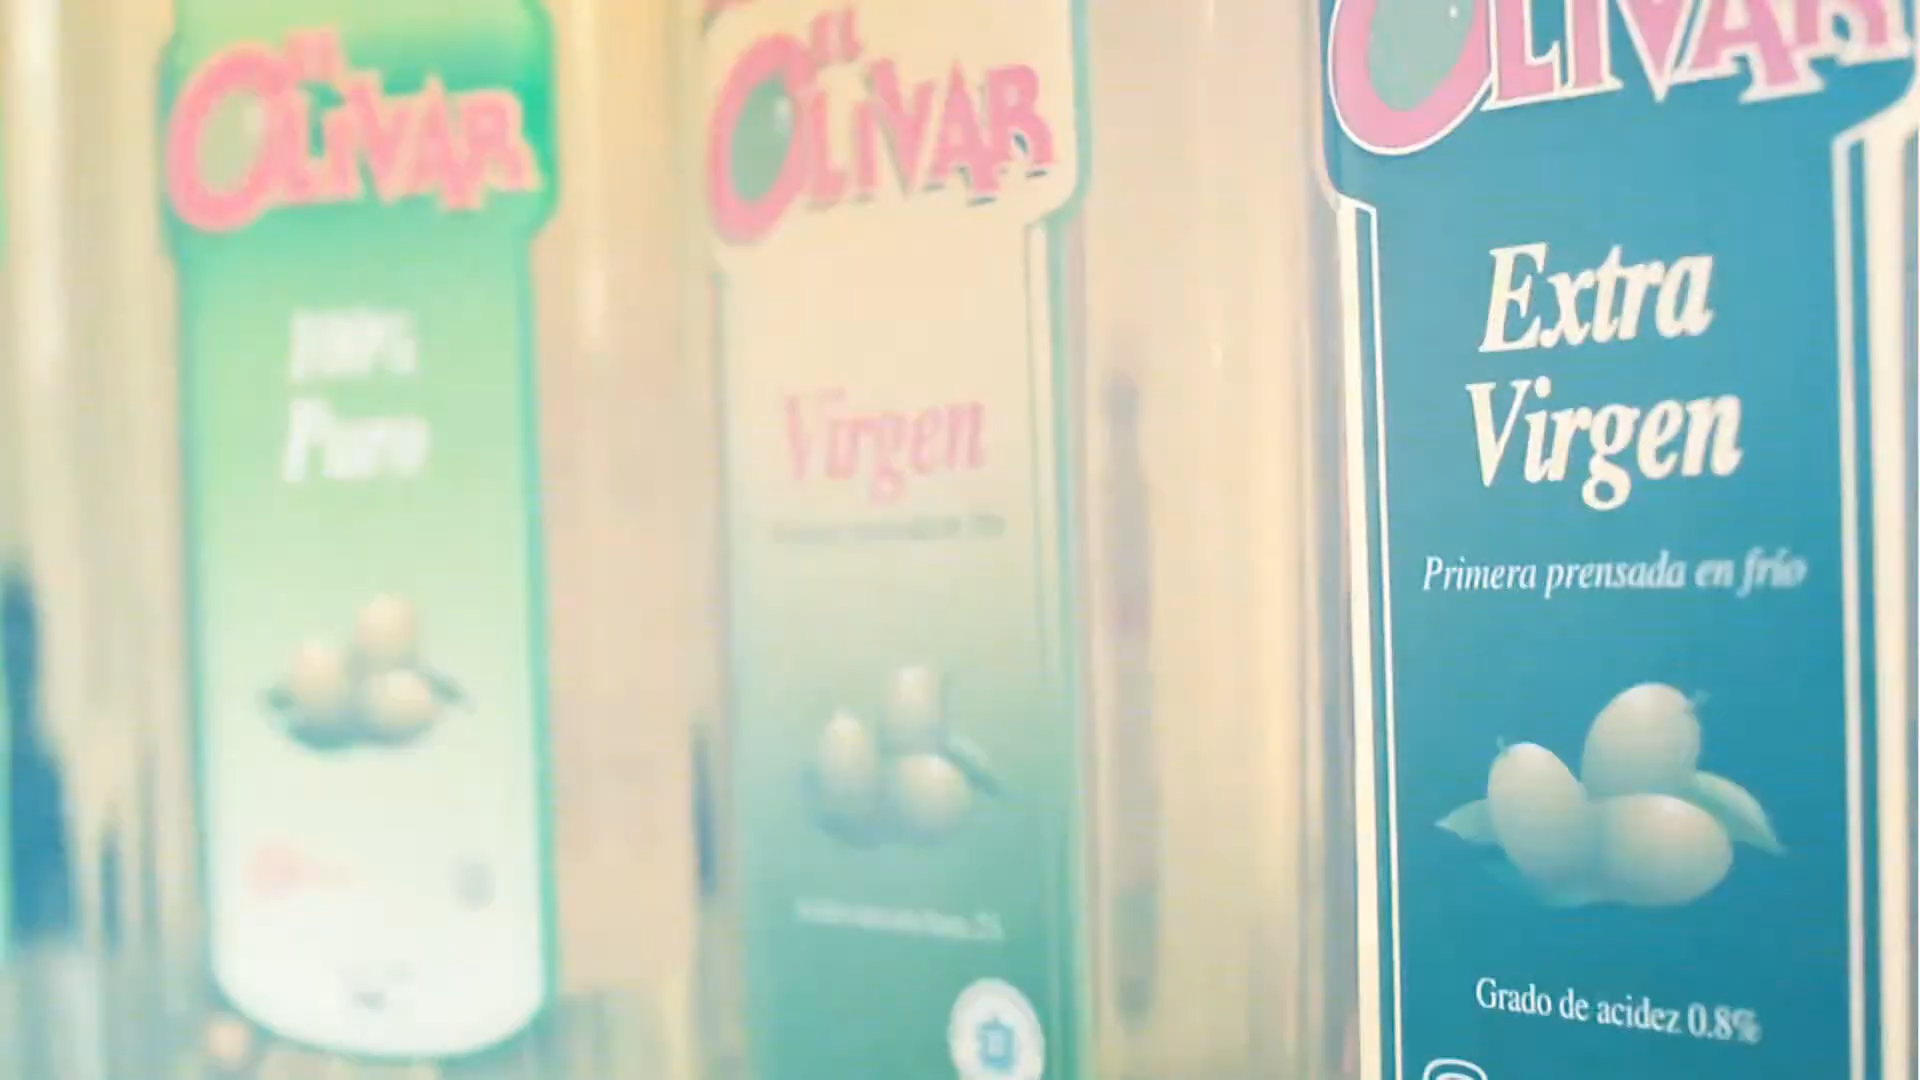 EL
OLIVAR
100%
Puro
EL
OLIVAR
Virgen
OLIVAR
Extra
Virgen
Primera prensada en frío
Grado de acidez 0.8%